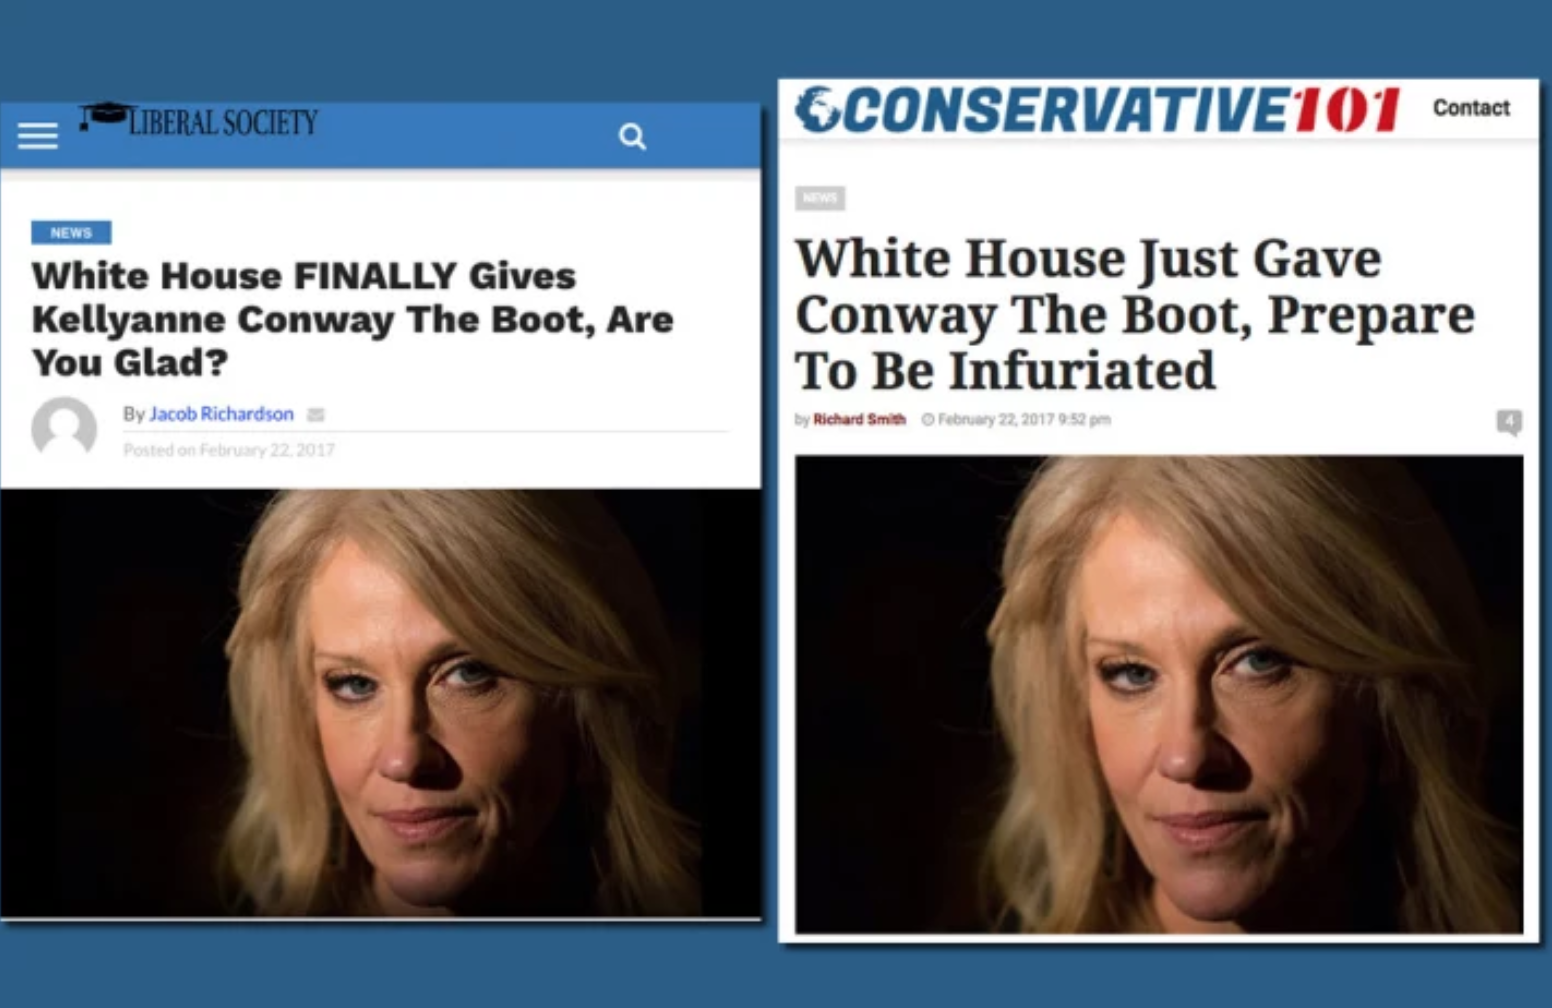 LIBERAL SOCIETY
NEWS
White House FINALLY Gives
Kellyanne Conway The Boot, Are
You Glad?
By Jacob Richardson
Posted on February 22, 2017
CONSERVATIVE101
Contact
NEWS
White House Just Gave
Conway The Boot, Prepare
To Be Infuriated
by Richard Smith February 22, 2017 9:52 pm
4